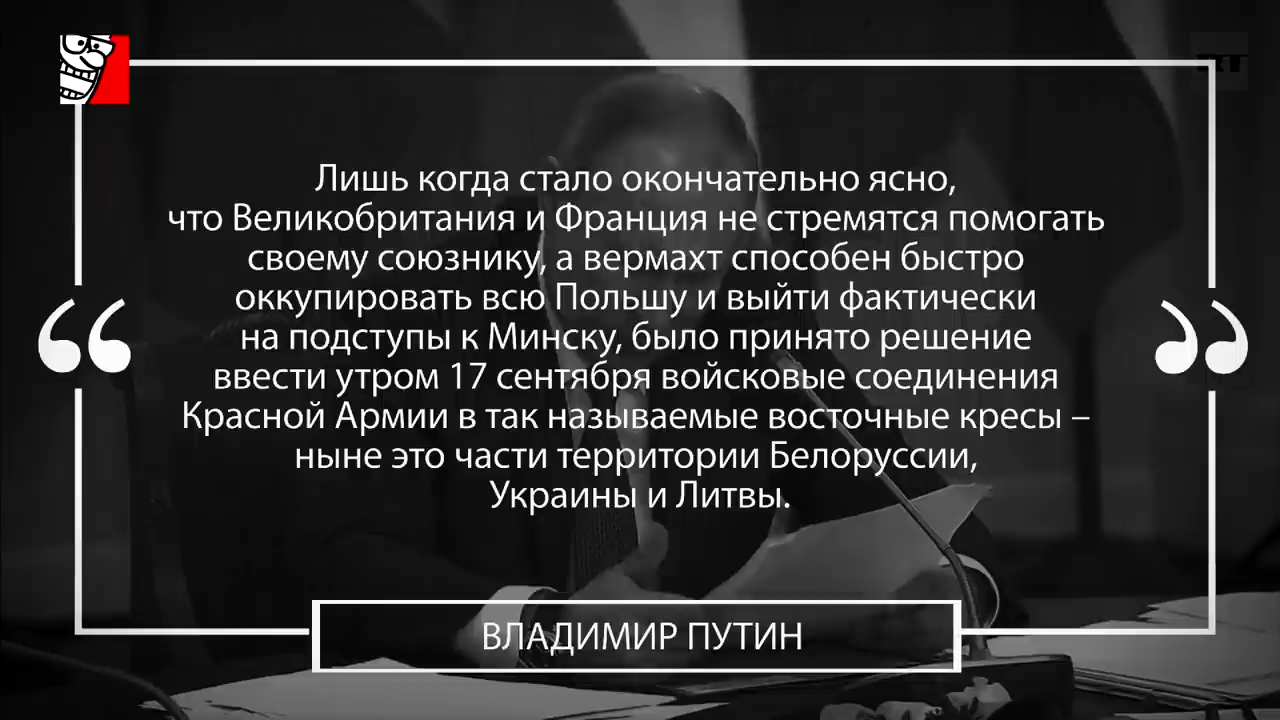 RT
Лишь когда стало окончательно ясно,
что Великобритания и Франция не стремятся помогать
своему союзнику, а вермахт способен быстро
оккупировать всю Польшу и выйти фактически
на подступы к Минску, было принято решение
ввести утром 17 сентября войсковые соединения
Красной Армии в так называемые восточные кресы –
ныне это части территории Белоруссии,
Украины и Литвы.
ВЛАДИМИР ПУТИН